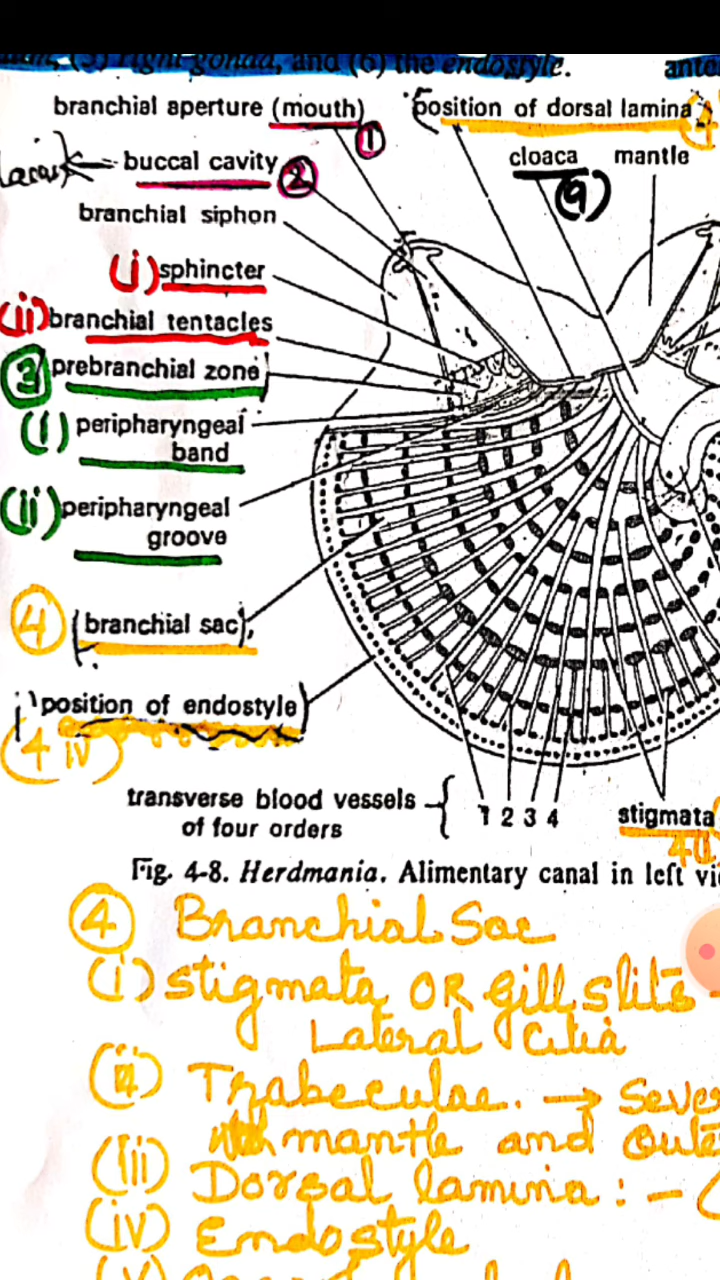 (5) right gonad, and (6) the endostyle.
branchial aperture (mouth)
①
position of dorsal lamina
buccal cavity ②
cloaca
(9)
mantle
branchial siphon
(i) sphincter
(ii) branchial tentacles
③ prebranchial zone
(i) peripharyngeal
band
(ii) peripharyngeal
groove
④ (branchial sac),
position of endostyle)
(4 iv)
transverse blood vessels
of four orders
1 2 3 4
stigmata
Fig. 4-8. Herdmania. Alimentary canal in left
④ Branchial Sac
(i) Stigmata OR gill slits
Lateral Cilia
(ii) Trabeculae. →
mantle and
(iii) Dorsal lamina : –
(iv) Endostyle